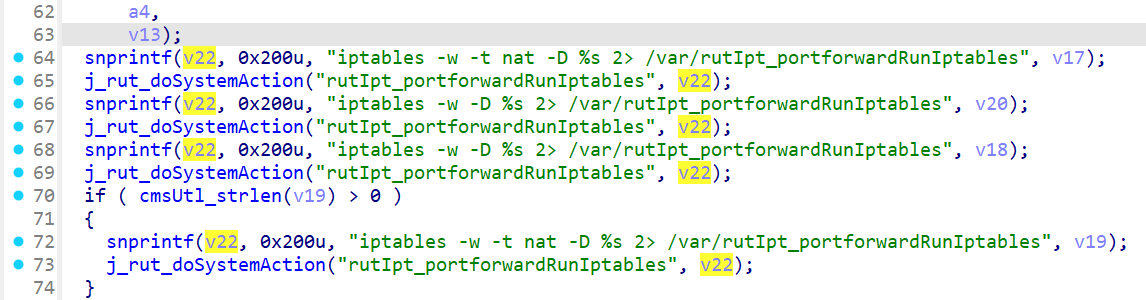 62 a4,
63 v13);
64 snprintf(v22, 0x200u, "iptables -w -t nat -D %s 2> /var/rutIpt_portforwardRunIptables", v17);
65 j_rut_doSystemAction("rutIpt_portforwardRunIptables", v22);
66 snprintf(v22, 0x200u, "iptables -w -D %s 2> /var/rutIpt_portforwardRunIptables", v20);
67 j_rut_doSystemAction("rutIpt_portforwardRunIptables", v22);
68 snprintf(v22, 0x200u, "iptables -w -D %s 2> /var/rutIpt_portforwardRunIptables", v18);
69 j_rut_doSystemAction("rutIpt_portforwardRunIptables", v22);
70 if ( cmsUtl_strlen(v19) > 0 )
71 {
72 snprintf(v22, 0x200u, "iptables -w -t nat -D %s 2> /var/rutIpt_portforwardRunIptables", v19);
73 j_rut_doSystemAction("rutIpt_portforwardRunIptables", v22);
74 }